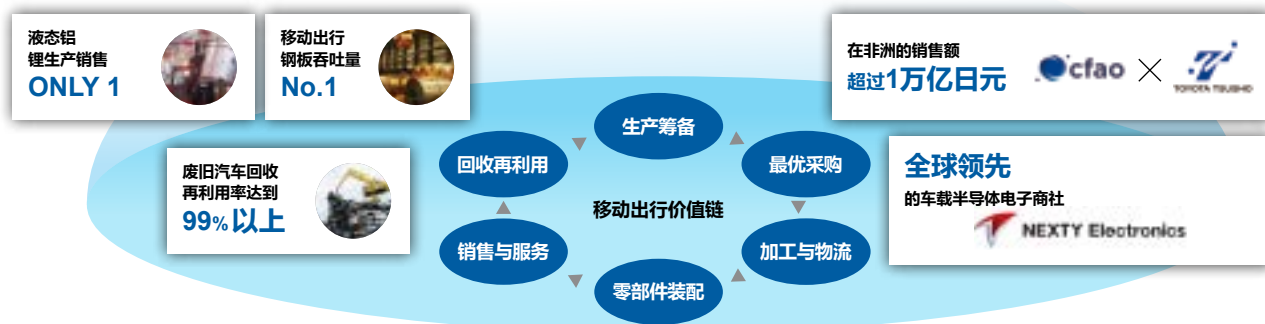 液态铝
锂生产销售
ONLY 1
移动出行
钢板吞吐量
No.1
在非洲的销售额
超过1万亿日元
cfao
TOYOTA TSUSHO
废旧汽车回收
再利用率达到
99%以上
全球领先
的车载半导体电子商社
NEXTY Electronics
生产筹备
回收再利用
最优采购
移动出行价值链
销售与服务
加工与物流
零部件装配